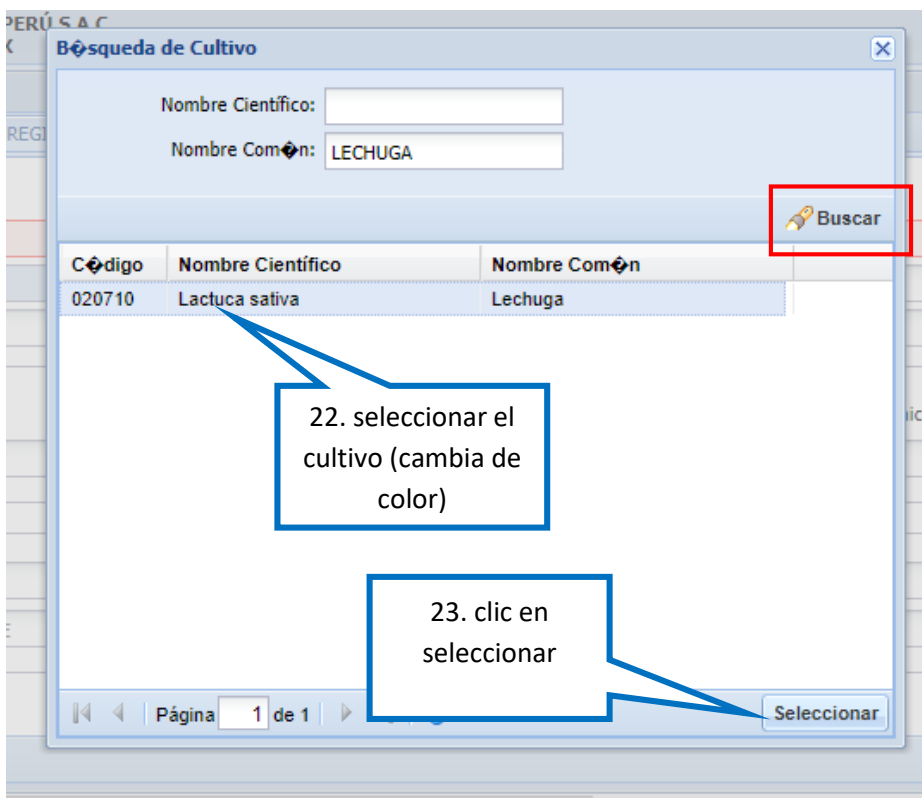 PERÚ S.A.C
B�squeda de Cultivo
REGI
Nombre Científico:
Nombre Com�n: LECHUGA
Buscar
C�digo Nombre Científico Nombre Com�n
020710 Lactuca sativa Lechuga
22. seleccionar el
cultivo (cambia de
color)
23. clic en
seleccionar
Página 1 de 1
Seleccionar